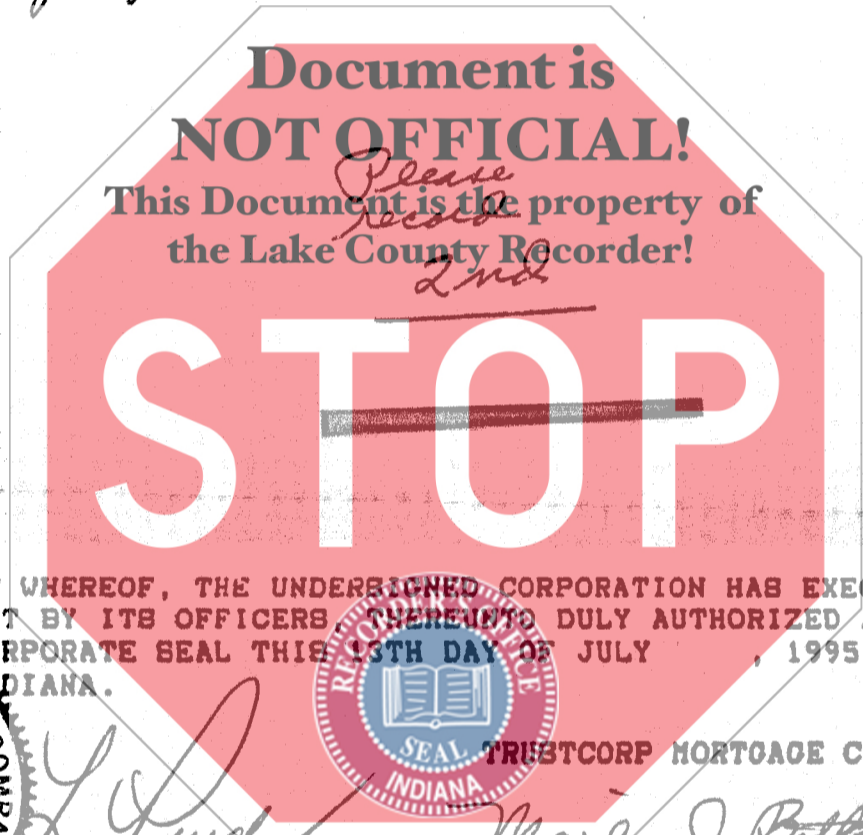 Document is
NOT OFFICIAL!
Please
This Document is the property of
record
the Lake County Recorder!
2nd
STOP
WHEREOF, THE UNDERSIGNED CORPORATION HAS EXE
T BY ITS OFFICERS, THEREUNTO DULY AUTHORIZED
RPORATE SEAL THIS 13TH DAY OF JULY , 1995
DIANA.
RECORDER'S OFFICE
SEAL
INDIANA
TRUSTCORP MORTGAGE C